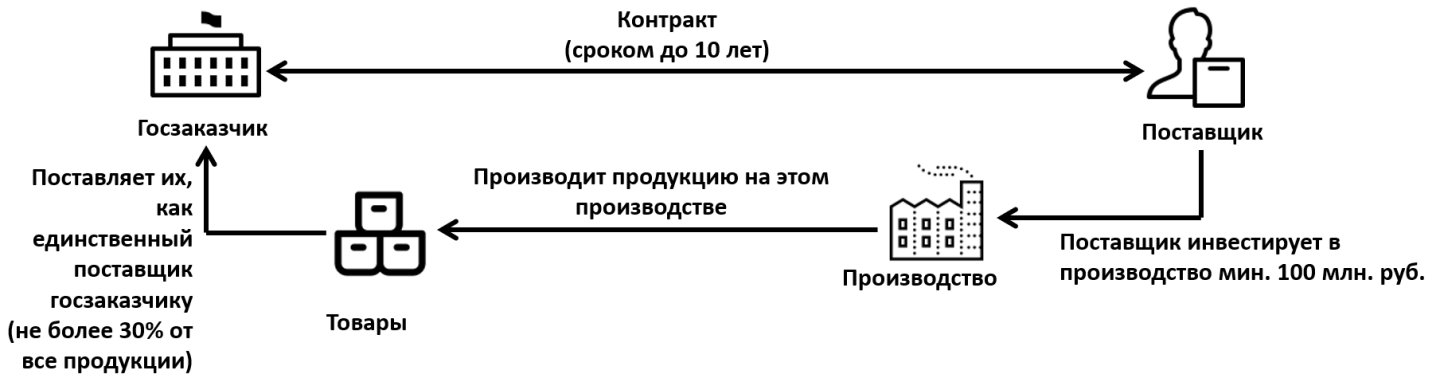 Контракт
(сроком до 10 лет)
Госзаказчик
Поставщик
Поставляет их,
как
единственный
поставщик
госзаказчику
(не более 30% от
все продукции)
Производит продукцию на этом
производстве
Поставщик инвестирует в
производство мин. 100 млн. руб.
Производство
Товары